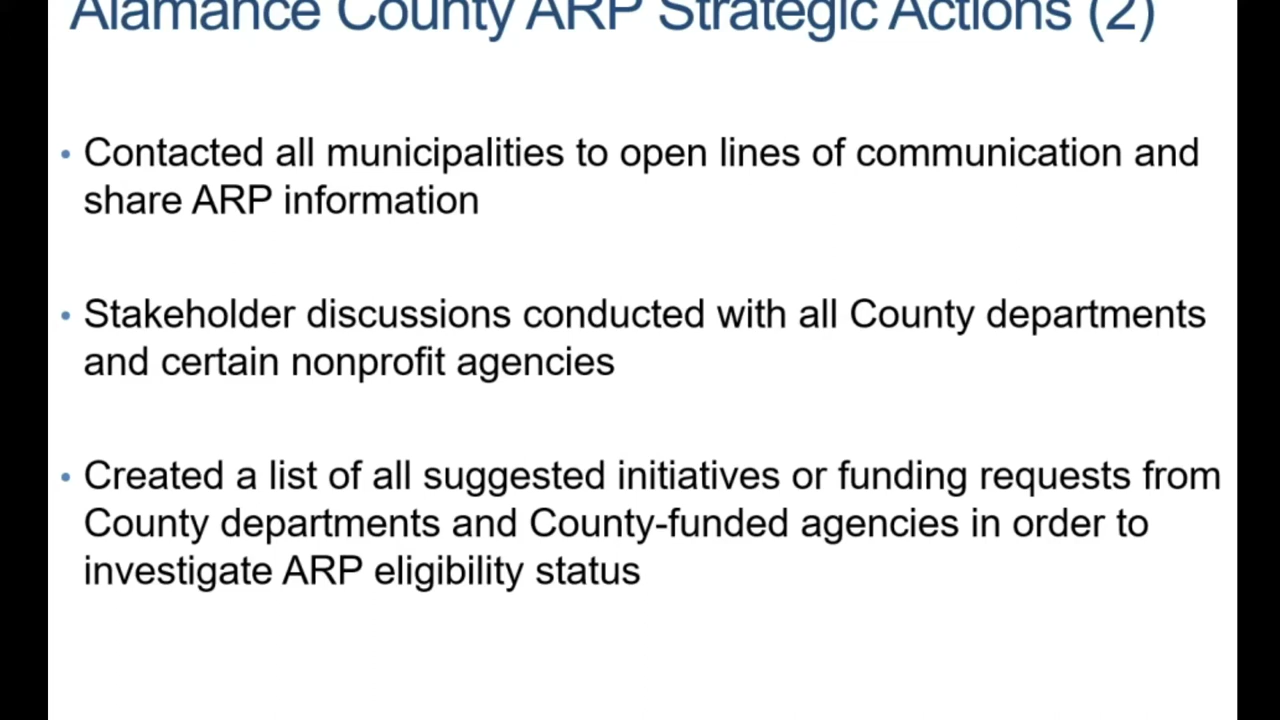 Alamance County ARP Strategic Actions (2)
• Contacted all municipalities to open lines of communication and
share ARP information
• Stakeholder discussions conducted with all County departments
and certain nonprofit agencies
• Created a list of all suggested initiatives or funding requests from
County departments and County-funded agencies in order to
investigate ARP eligibility status